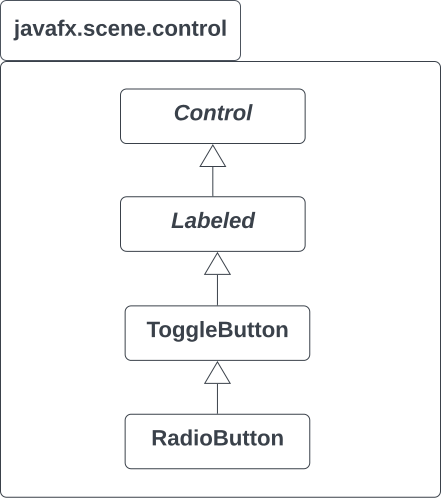 javafx.scene.control
Control
Labeled
ToggleButton
RadioButton